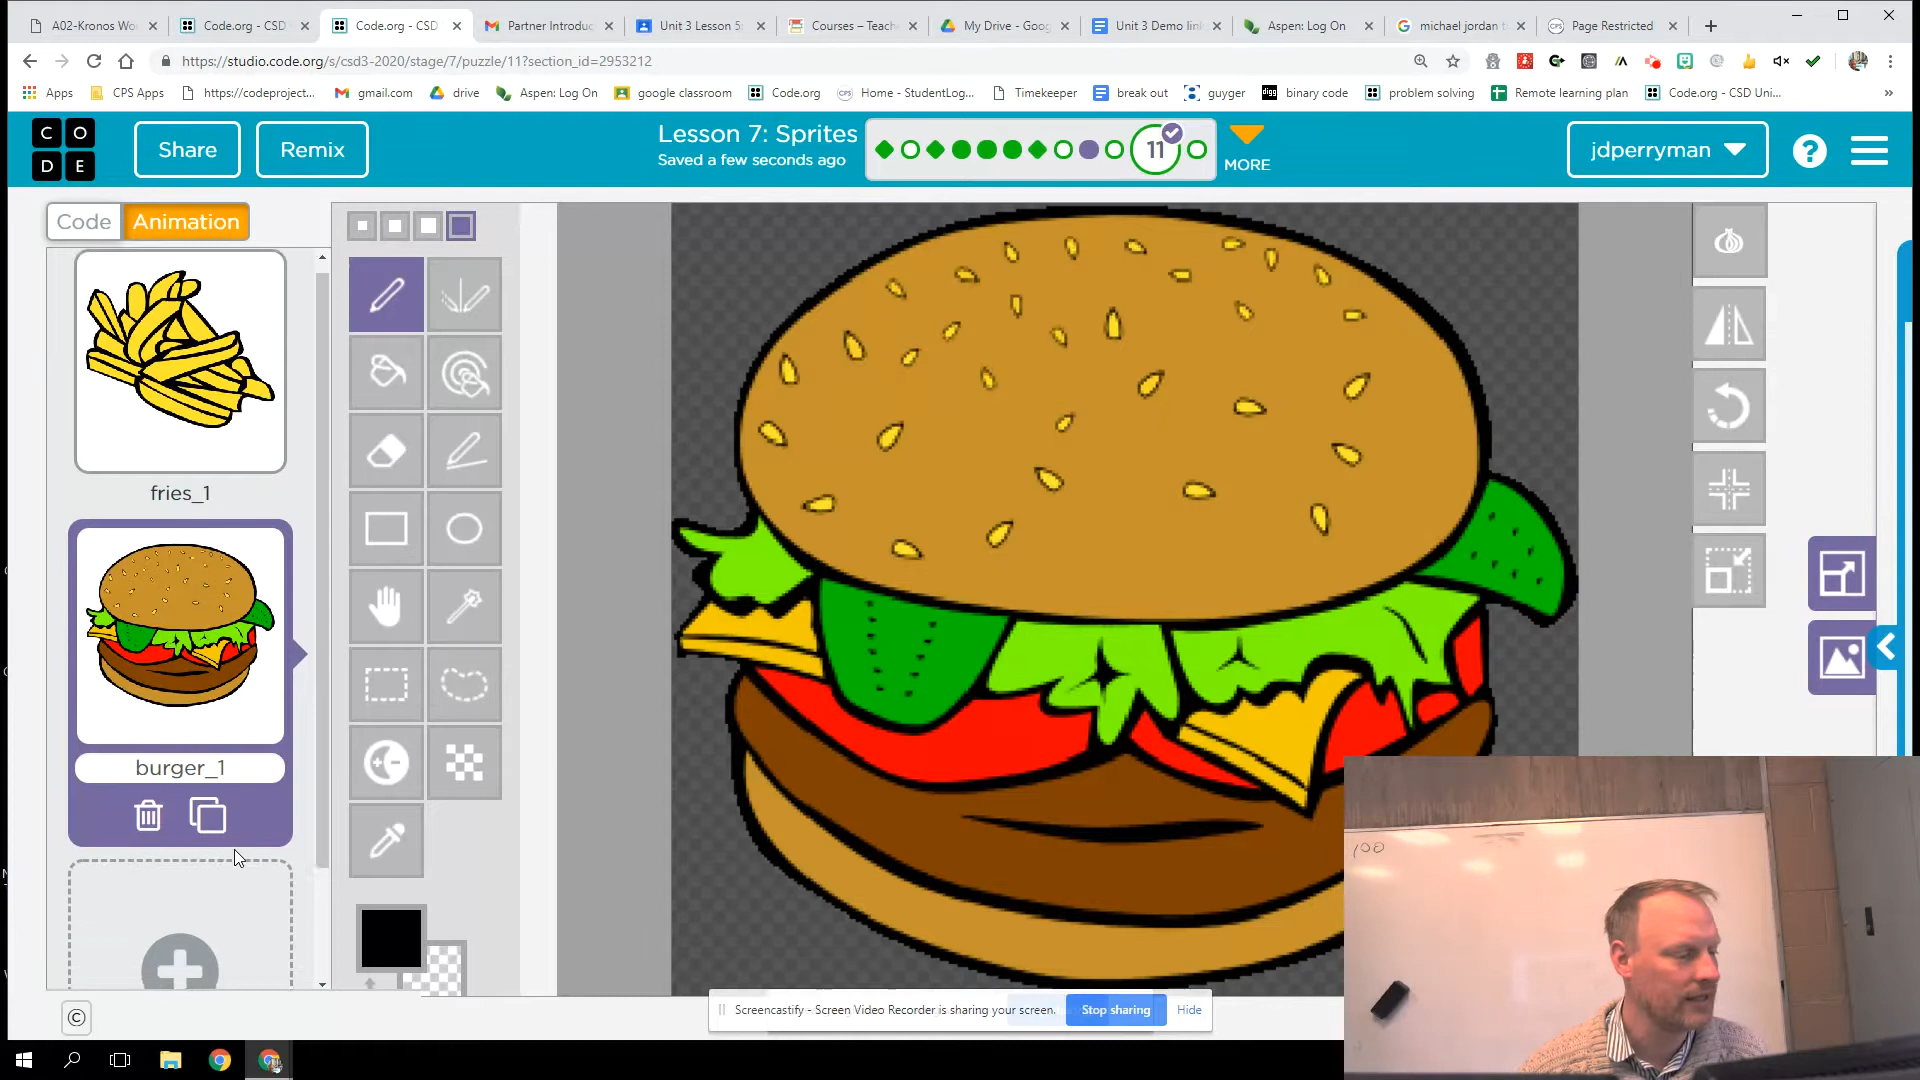 A02-Kronos Wo
Code.org - CSD
Code.org - CSD
Partner Introduc
Unit 3 Lesson 5
Courses – Teach
My Drive - Goog
Unit 3 Demo link
Aspen: Log On
michael jordan
Page Restricted
https://studio.code.org/s/csd3-2020/stage/7/puzzle/11?section_id=2953212
Apps
CPS Apps
https://codeproject...
gmail.com
drive
Aspen: Log On
google classroom
Code.org
Home - StudentLog...
Timekeeper
break out
guyger
digg
binary code
problem solving
Remote learning plan
Code.org - CSD Uni...
»
C O
D E
Share
Remix
Lesson 7: Sprites
Saved a few seconds ago
11
MORE
jdperryman
?
Code
Animation
fries_1
burger_1
©
Screencastify - Screen Video Recorder is sharing your screen.
Stop sharing
Hide
100